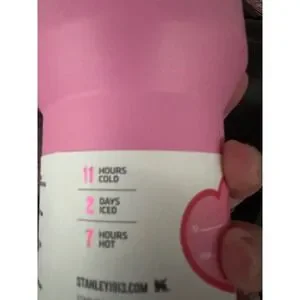 11 HOURS
COLD
2 DAYS
ICED
7 HOURS
HOT
STANLEY1913.COM